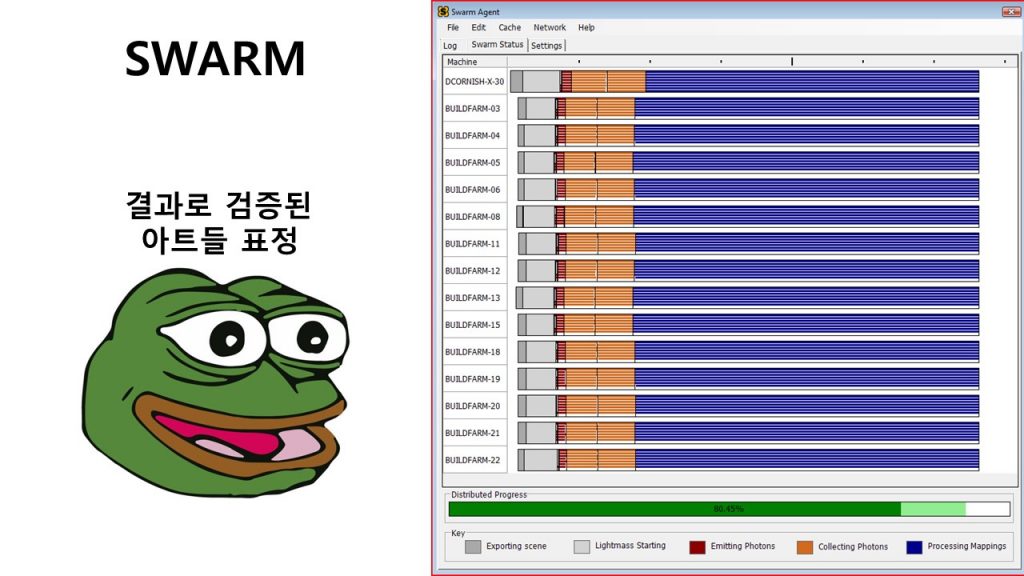 SWARM
결과로 검증된
아트들 표정
Swarm Agent
File Edit Cache Network Help
Log Swarm Status Settings
Machine
DCORNISH-X-30
BUILDFARM-03
BUILDFARM-04
BUILDFARM-05
BUILDFARM-06
BUILDFARM-08
BUILDFARM-11
BUILDFARM-12
BUILDFARM-13
BUILDFARM-15
BUILDFARM-18
BUILDFARM-19
BUILDFARM-20
BUILDFARM-21
BUILDFARM-22
Distributed Progress
80.45%
Key
Exporting scene Lightmass Starting Emitting Photons Collecting Photons Processing Mappings